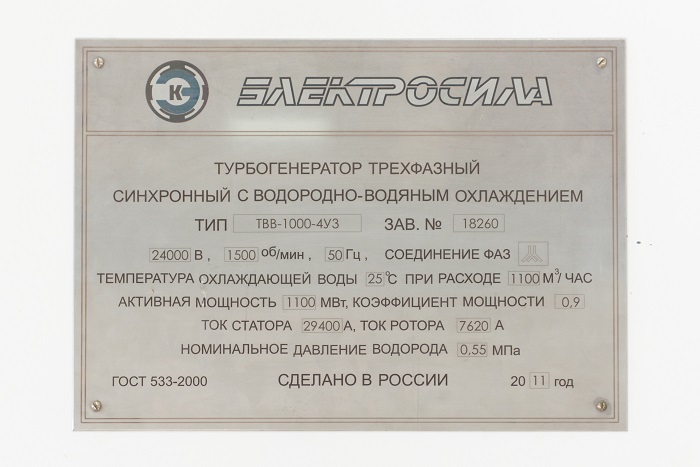 К ЭЛЕКТРОСИЛА
ТУРБОГЕНЕРАТОР ТРЕХФАЗНЫЙ
СИНХРОННЫЙ С ВОДОРОДНО-ВОДЯНЫМ ОХЛАЖДЕНИЕМ
ТИП ТВВ-1000-4У3 ЗАВ. № 18260
24000 В, 1500 об/мин, 50 Гц, СОЕДИНЕНИЕ ФАЗ
ТЕМПЕРАТУРА ОХЛАЖДАЮЩЕЙ ВОДЫ 25°С ПРИ РАСХОДЕ 1100 М³/ЧАС
АКТИВНАЯ МОЩНОСТЬ 1100 МВт, КОЭФФИЦИЕНТ МОЩНОСТИ 0,9
ТОК СТАТОРА 29400 А, ТОК РОТОРА 7620 А
НОМИНАЛЬНОЕ ДАВЛЕНИЕ ВОДОРОДА 0,55 МПа
ГОСТ 533-2000 СДЕЛАНО В РОССИИ 20 11 год